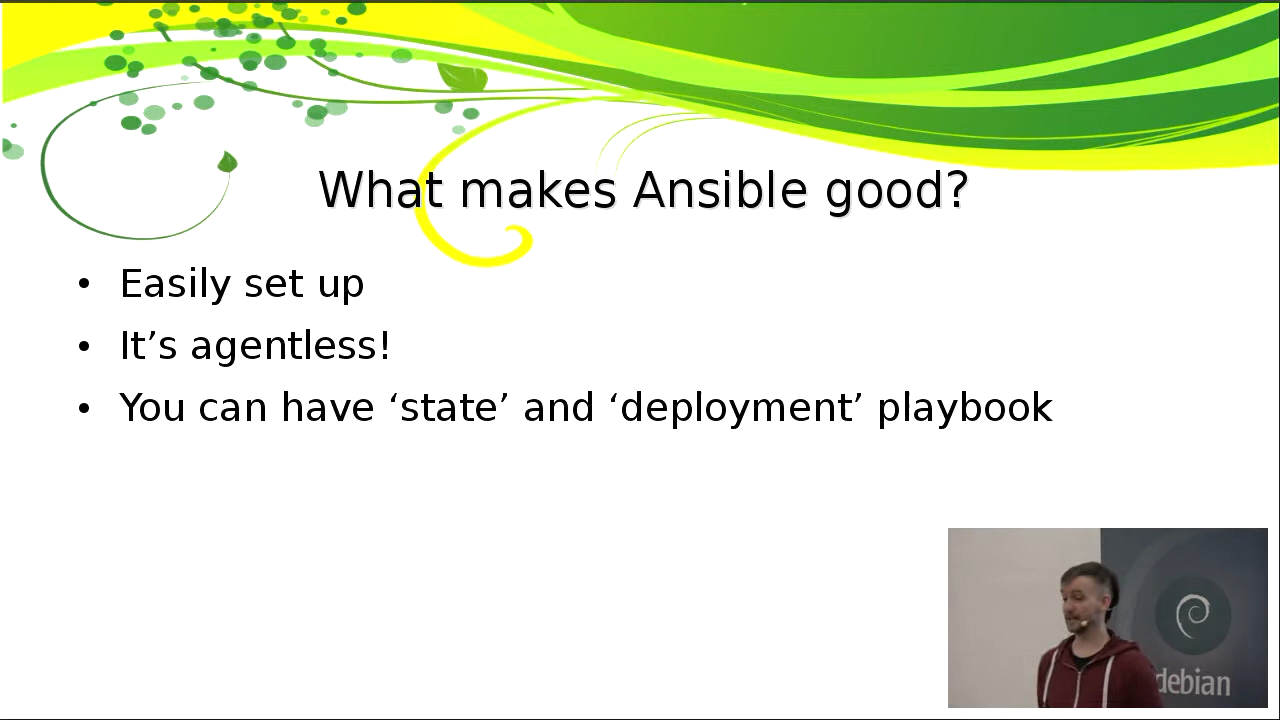 What makes Ansible good?
• Easily set up
• It’s agentless!
• You can have ‘state’ and ‘deployment’ playbook
debian